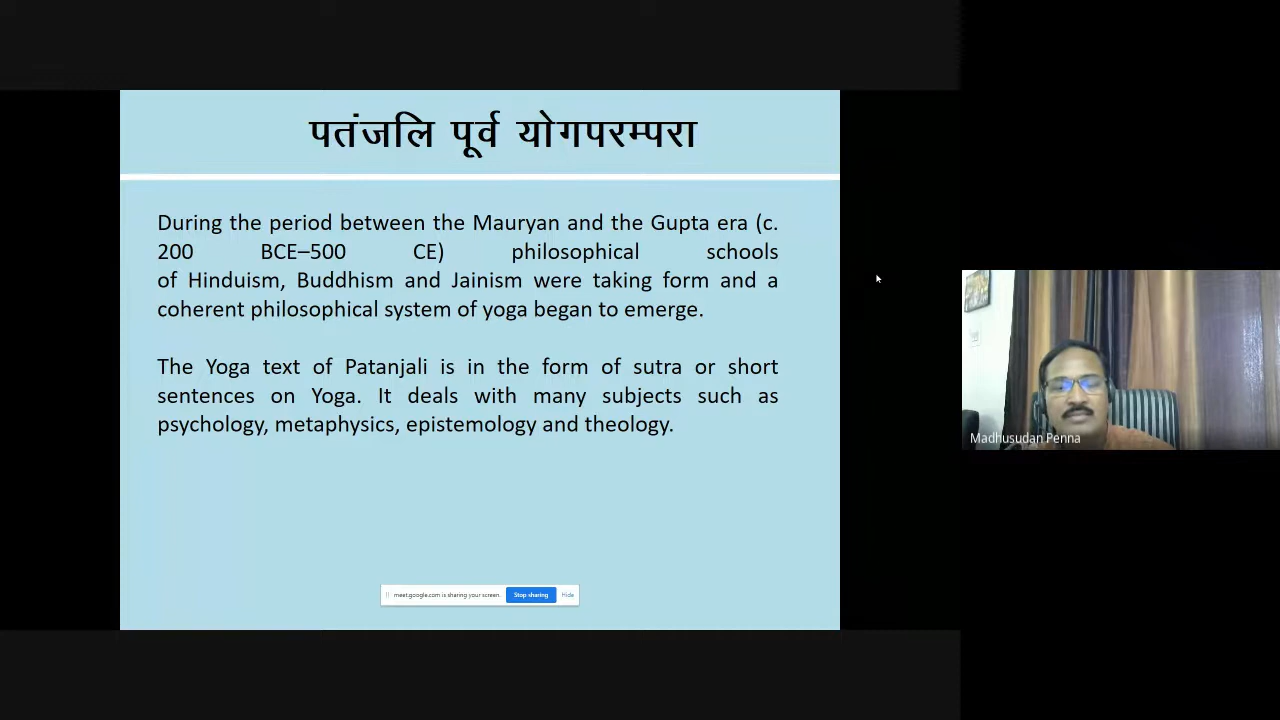 पतंजलि पूर्व योगपरम्परा
During the period between the Mauryan and the Gupta era (c.
200 BCE–500 CE) philosophical schools
of Hinduism, Buddhism and Jainism were taking form and a
coherent philosophical system of yoga began to emerge.
The Yoga text of Patanjali is in the form of sutra or short
sentences on Yoga. It deals with many subjects such as
psychology, metaphysics, epistemology and theology.
Madhusudan Penna
meet.google.com is sharing your screen. Stop sharing Hide